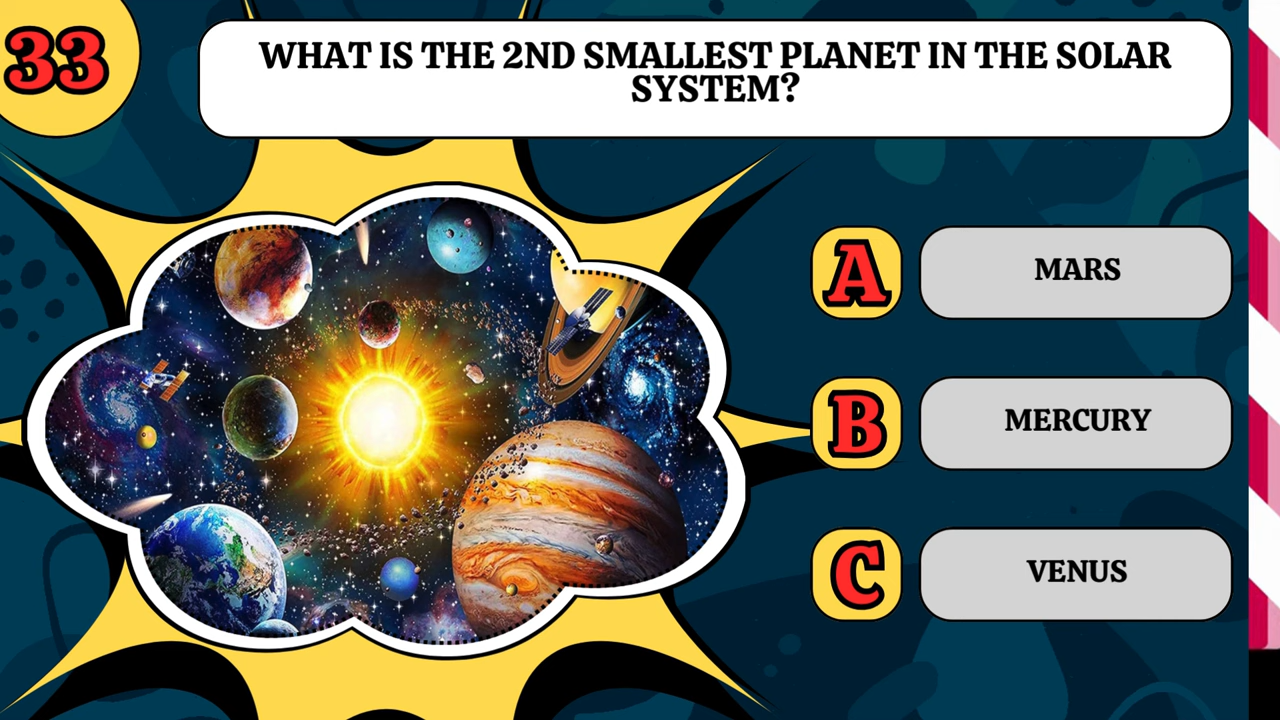 33
WHAT IS THE 2ND SMALLEST PLANET IN THE SOLAR
SYSTEM?
A MARS
B MERCURY
C VENUS